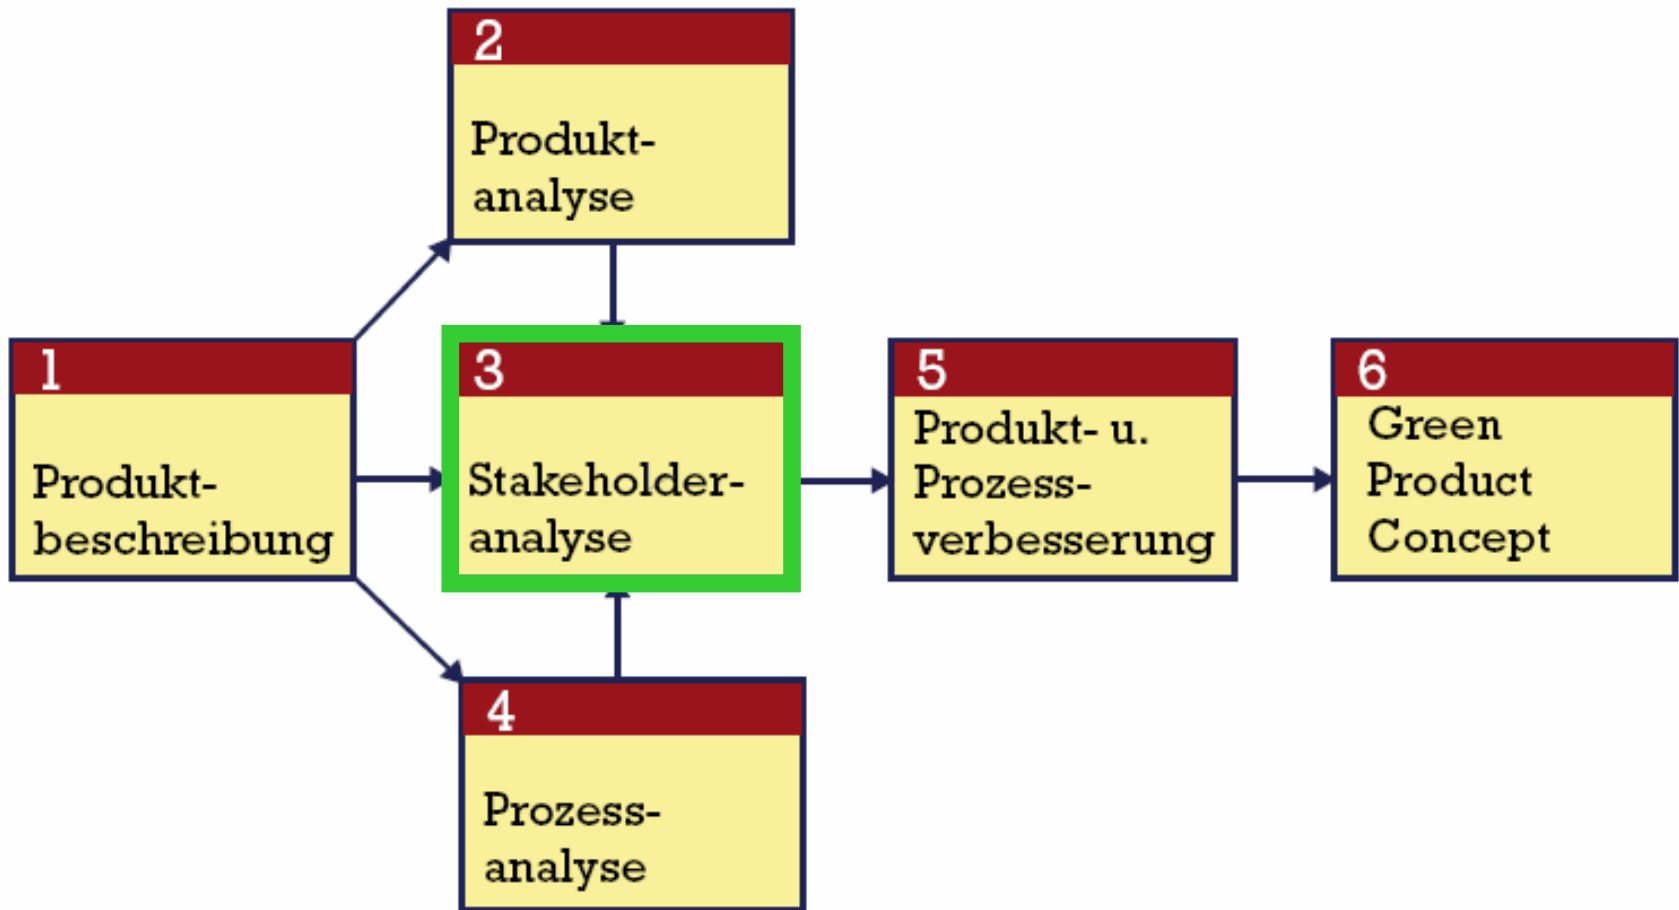 1
Produkt-
beschreibung
2
Produkt-
analyse
3
Stakeholder-
analyse
4
Prozess-
analyse
5
Produkt- u.
Prozess-
verbesserung
6
Green
Product
Concept